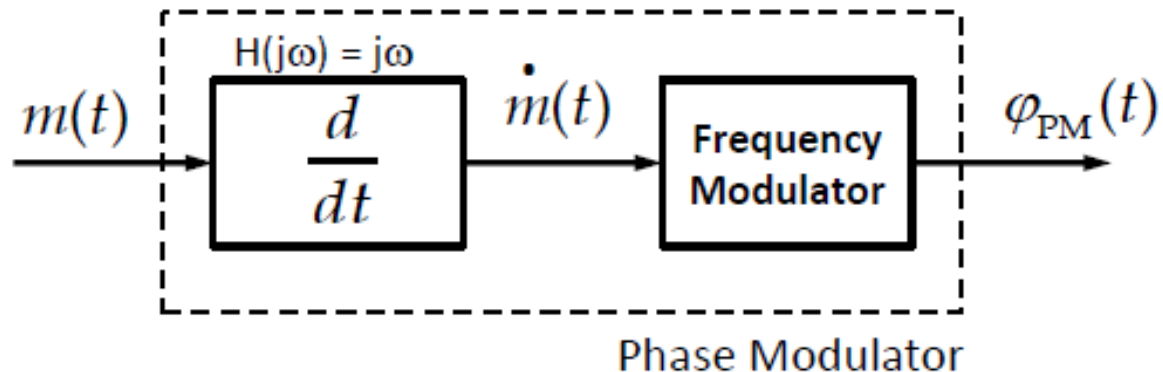 H(jω) = jω
m(t)
d
dt
ṁ(t)
Frequency
Modulator
φPM(t)
Phase Modulator